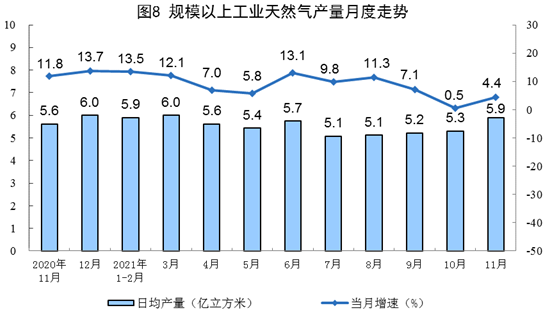 图8 规模以上工业天然气产量月度走势
10 30
9 20
8 10
7 0
6 -10
5 -20
4 -30
3 -40
2 -50
1
0
11.8 13.7 13.5 12.1 7.0 5.8 13.1 9.8 11.3 7.1 0.5 4.4
5.6 6.0 5.9 6.0 5.6 5.4 5.7 5.1 5.1 5.2 5.3 5.9
2020年 12月 2021年 3月 4月 5月 6月 7月 8月 9月 10月 11月
11月 1-2月
日均产量（亿立方米） 当月增速（%）